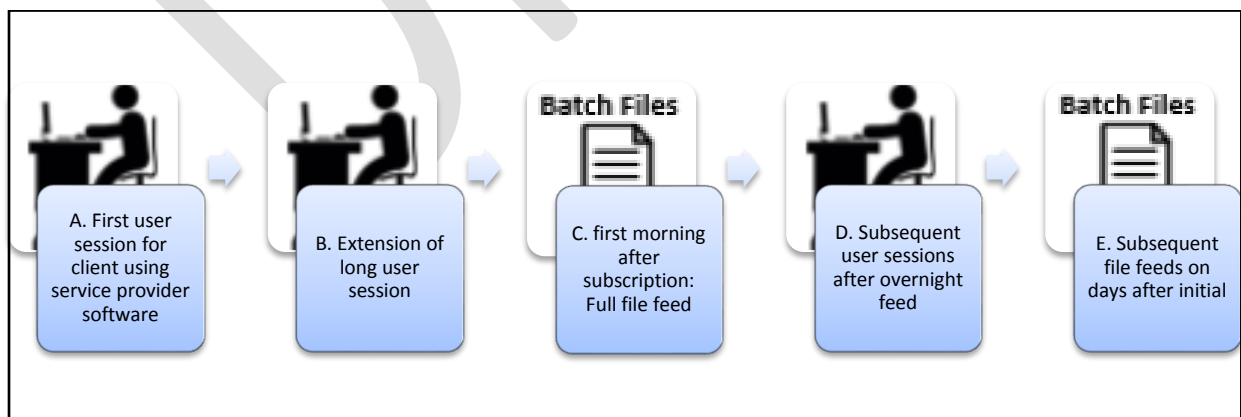 A. First user
session for
client using
service provider
software
B. Extension of
long user
session
Batch Files
C. first morning
after
subscription:
Full file feed
D. Subsequent
user sessions
after overnight
feed
Batch Files
E. Subsequent
file feeds on
days after initial